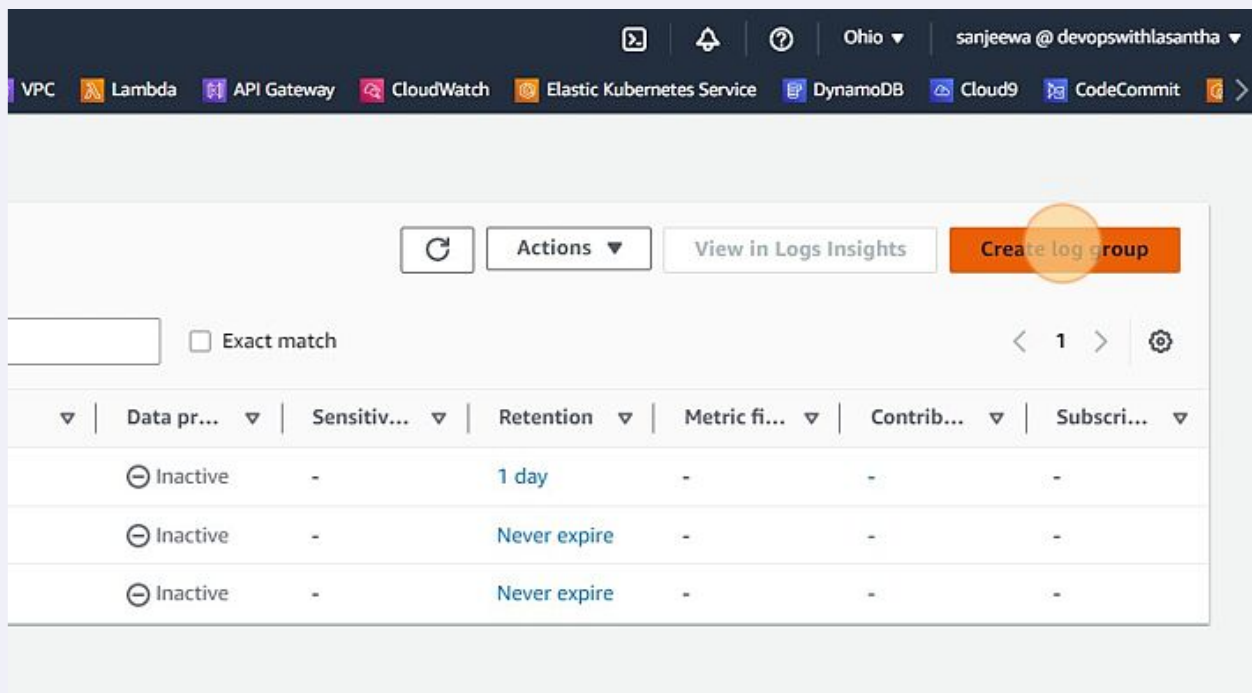 Ohio ▼ sanjeewa @ devopswithlasantha ▼
VPC Lambda API Gateway CloudWatch Elastic Kubernetes Service DynamoDB Cloud9 CodeCommit
Actions ▼ View in Logs Insights Create log group
Exact match < 1 >
Data pr... Sensitiv... Retention Metric fi... Contrib... Subscri...
Inactive - 1 day - - -
Inactive - Never expire - - -
Inactive - Never expire - - -